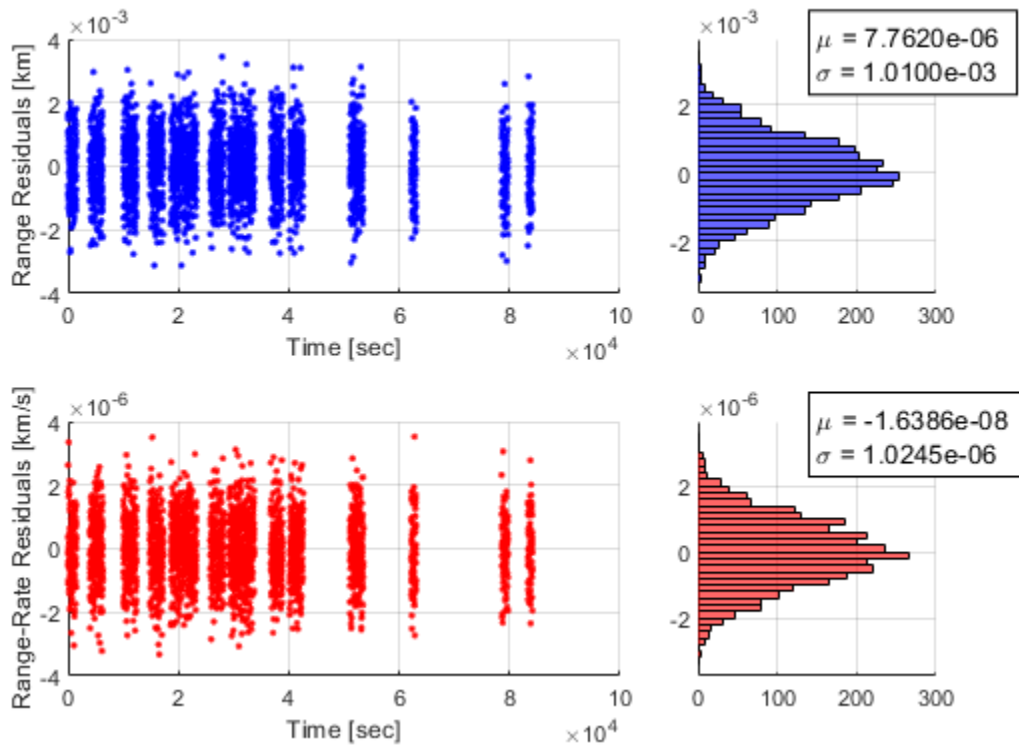 ×10⁻³
Range Residuals [km]
4
2
0
-2
-4
0 2 4 6 8 10
Time [sec]
×10⁴
×10⁻³
μ = 7.7620e-06
σ = 1.0100e-03
2
0
-2
0 100 200 300
×10⁻⁶
Range-Rate Residuals [km/s]
4
2
0
-2
-4
0 2 4 6 8 10
Time [sec]
×10⁴
×10⁻⁶
μ = -1.6386e-08
σ = 1.0245e-06
2
0
-2
0 100 200 300